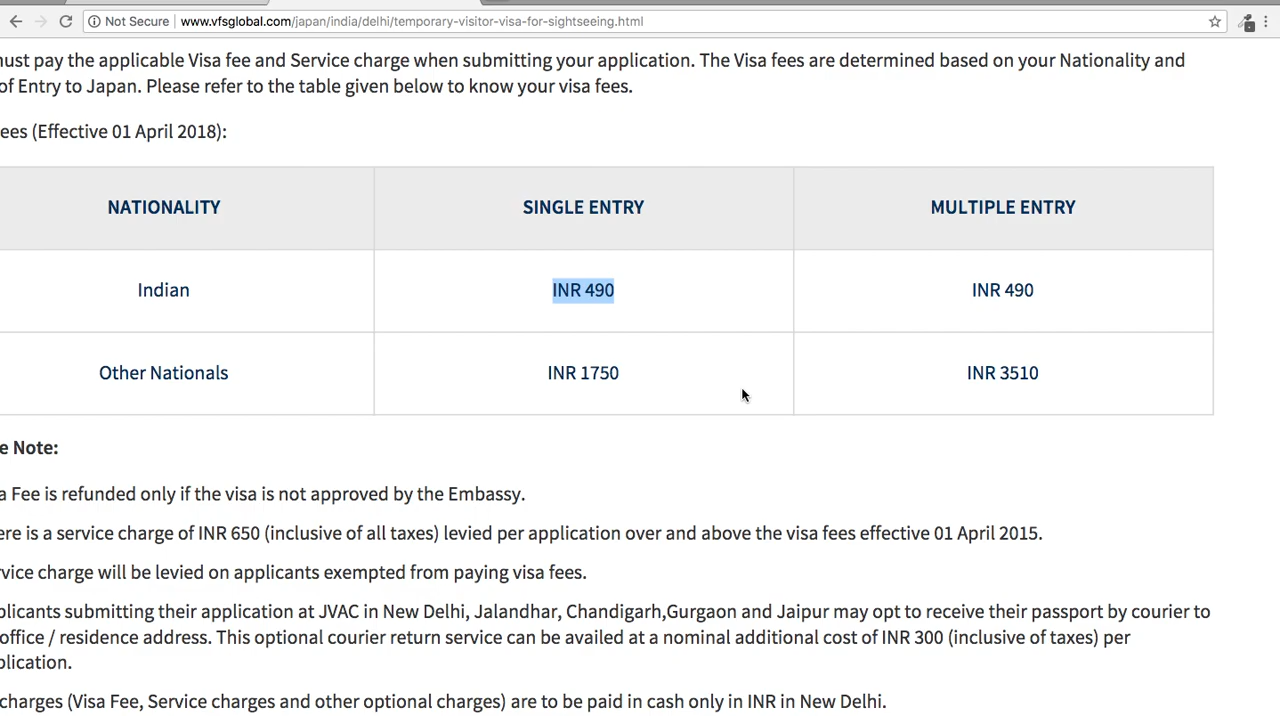 Not Secure www.vfsglobal.com/japan/india/delhi/temporary-visitor-visa-for-sightseeing.html
must pay the applicable Visa fee and Service charge when submitting your application. The Visa fees are determined based on your Nationality and
of Entry to Japan. Please refer to the table given below to know your visa fees.
ees (Effective 01 April 2018):
NATIONALITY SINGLE ENTRY MULTIPLE ENTRY
Indian INR 490 INR 490
Other Nationals INR 1750 INR 3510
e Note:
a Fee is refunded only if the visa is not approved by the Embassy.
ere is a service charge of INR 650 (inclusive of all taxes) levied per application over and above the visa fees effective 01 April 2015.
rvice charge will be levied on applicants exempted from paying visa fees.
plicants submitting their application at JVAC in New Delhi, Jalandhar, Chandigarh,Gurgaon and Jaipur may opt to receive their passport by courier to
office / residence address. This optional courier return service can be availed at a nominal additional cost of INR 300 (inclusive of taxes) per
plication.
charges (Visa Fee, Service charges and other optional charges) are to be paid in cash only in INR in New Delhi.